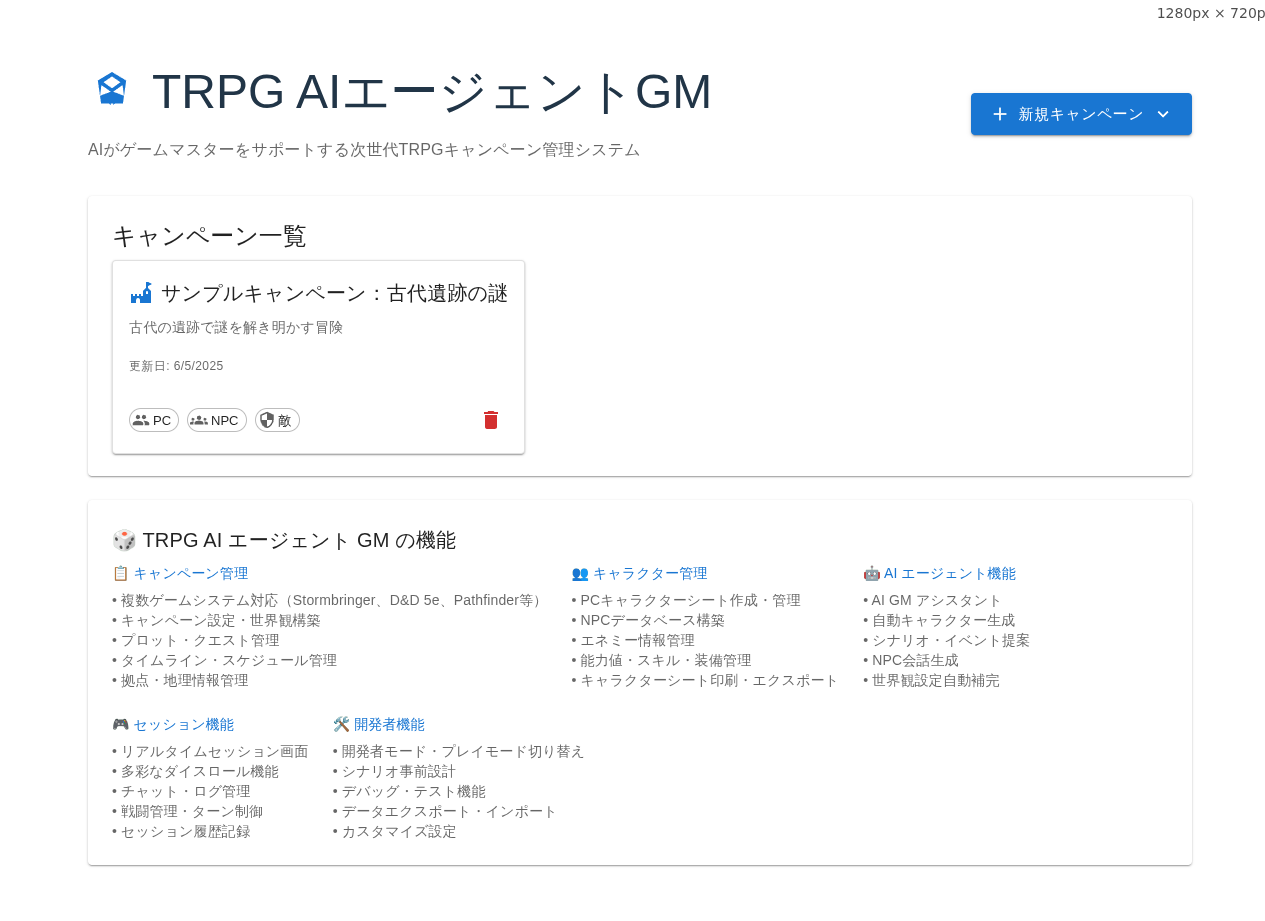 1280px × 720p
TRPG AIエージェントGM
新規キャンペーン
AIがゲームマスターをサポートする次世代TRPGキャンペーン管理システム
キャンペーン一覧
サンプルキャンペーン：古代遺跡の謎
古代の遺跡で謎を解き明かす冒険
更新日: 6/5/2025
PC
NPC
敵
🎲 TRPG AI エージェント GM の機能
📋 キャンペーン管理
• 複数ゲームシステム対応（Stormbringer、D&D 5e、Pathfinder等）
• キャンペーン設定・世界観構築
• プロット・クエスト管理
• タイムライン・スケジュール管理
• 拠点・地理情報管理
👥 キャラクター管理
• PCキャラクターシート作成・管理
• NPCデータベース構築
• エネミー情報管理
• 能力値・スキル・装備管理
• キャラクターシート印刷・エクスポート
🤖 AI エージェント機能
• AI GM アシスタント
• 自動キャラクター生成
• シナリオ・イベント提案
• NPC会話生成
• 世界観設定自動補完
🎮 セッション機能
• リアルタイムセッション画面
• 多彩なダイスロール機能
• チャット・ログ管理
• 戦闘管理・ターン制御
• セッション履歴記録
🛠️ 開発者機能
• 開発者モード・プレイモード切り替え
• シナリオ事前設計
• デバッグ・テスト機能
• データエクスポート・インポート
• カスタマイズ設定